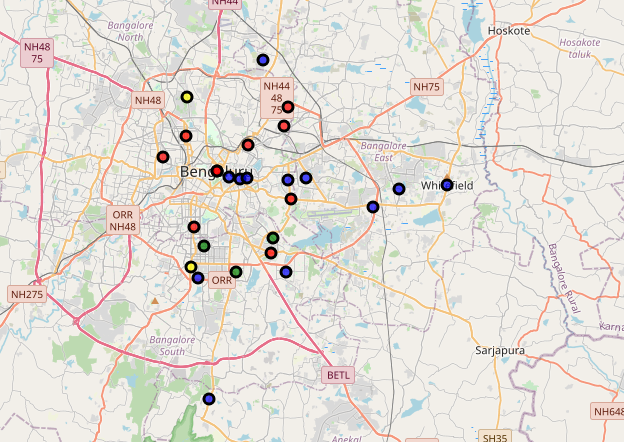 NH44
Bangalore
North
Hoskote
NH48
75
Hosakote
taluk
NH44
48
75
NH75
NH48
Bangalore
East
Bengaluru
Whitefield
ORR
NH48
ORR
NH275
Bangalore Rural
Karna
Bangalore
South
Sarjapura
BETL
NH648
SH35
Anekal